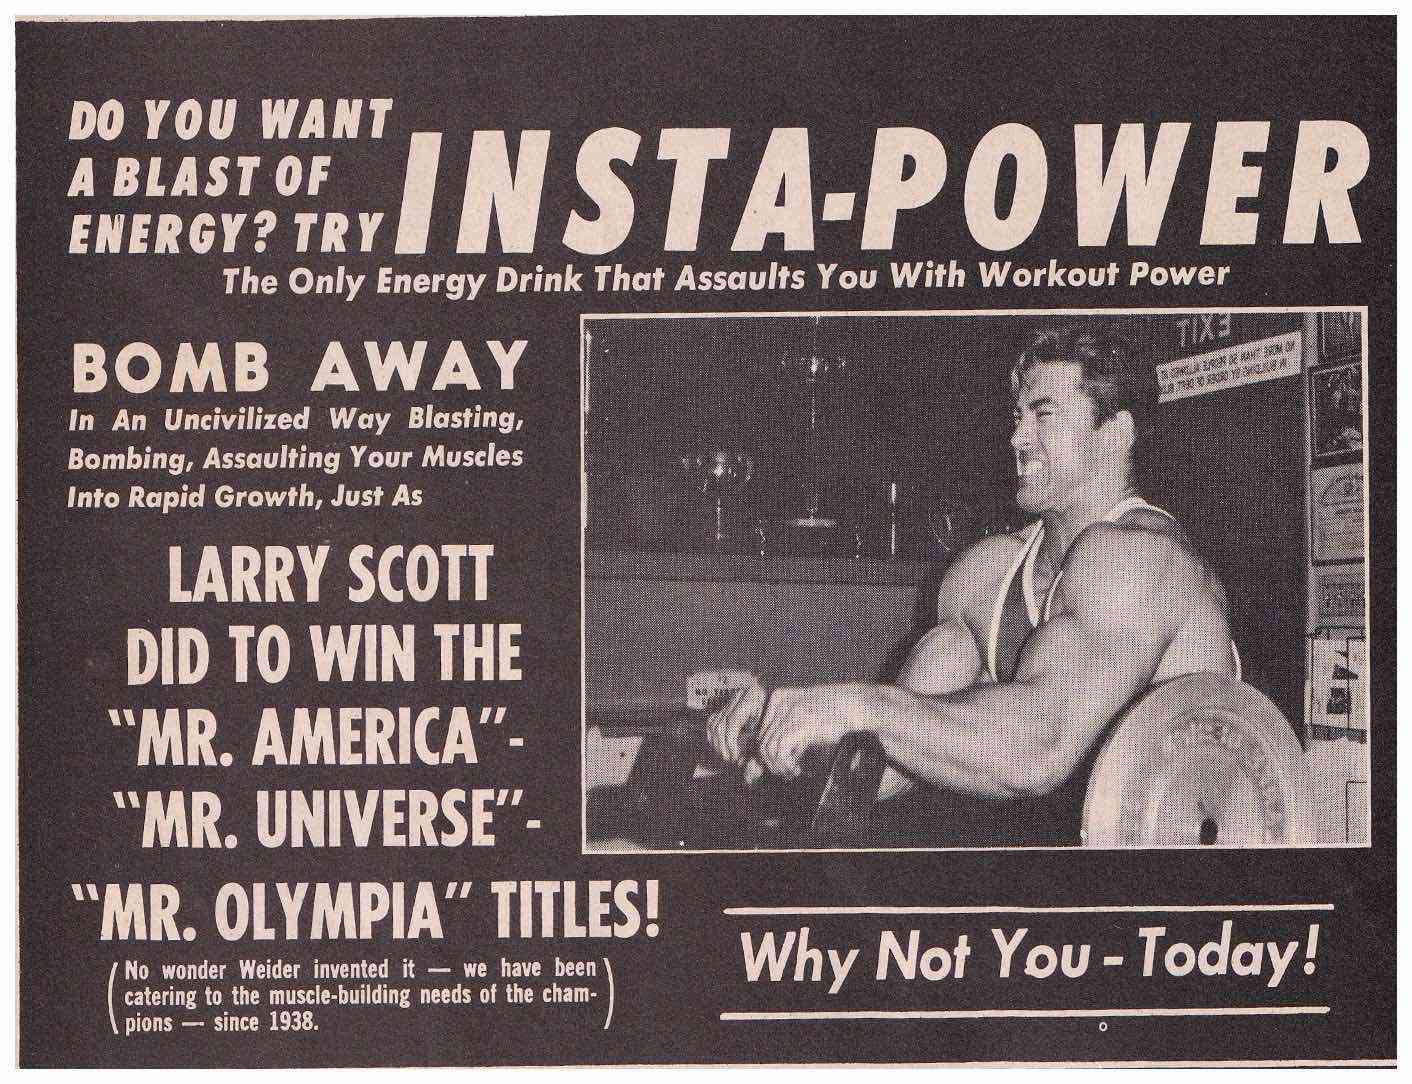 DO YOU WANT
A BLAST OF
ENERGY? TRY
INSTA-POWER
The Only Energy Drink That Assaults You With Workout Power
BOMB AWAY
In An Uncivilized Way Blasting,
Bombing, Assaulting Your Muscles
Into Rapid Growth, Just As
LARRY SCOTT
DID TO WIN THE
"MR. AMERICA"-
"MR. UNIVERSE"-
"MR. OLYMPIA" TITLES!
(No wonder Weider invented it — we have been
catering to the muscle-building needs of the cham-
pions — since 1938.)
EXIT
NO MORE THAN
Why Not You - Today!